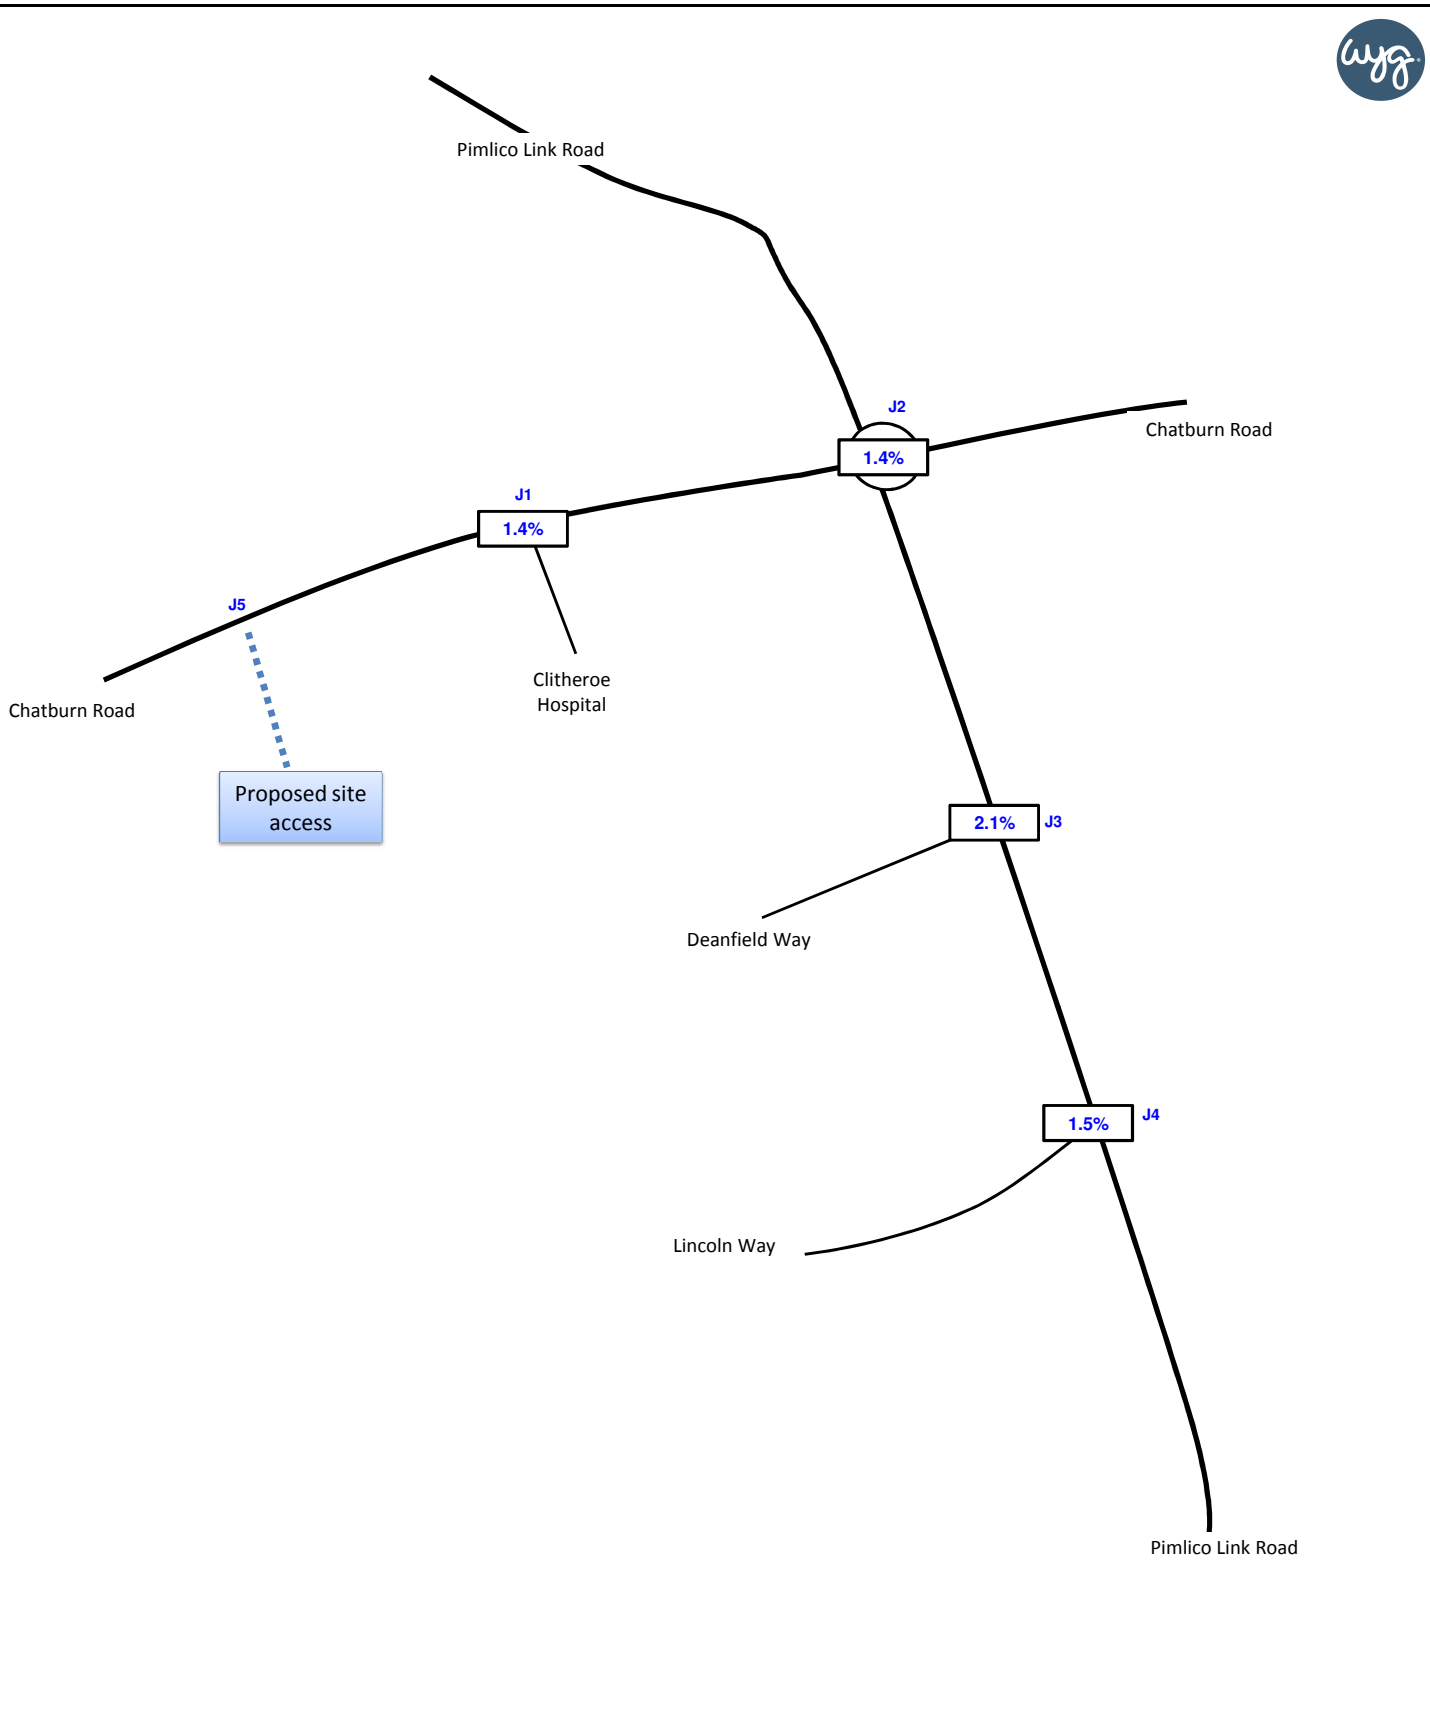 wyg
Pimlico Link Road
J2
1.4%
Chatburn Road
J1
1.4%
J5
Clitheroe
Hospital
Chatburn Road
Proposed site
access
2.1%
J3
Deanfield Way
1.5%
J4
Lincoln Way
Pimlico Link Road